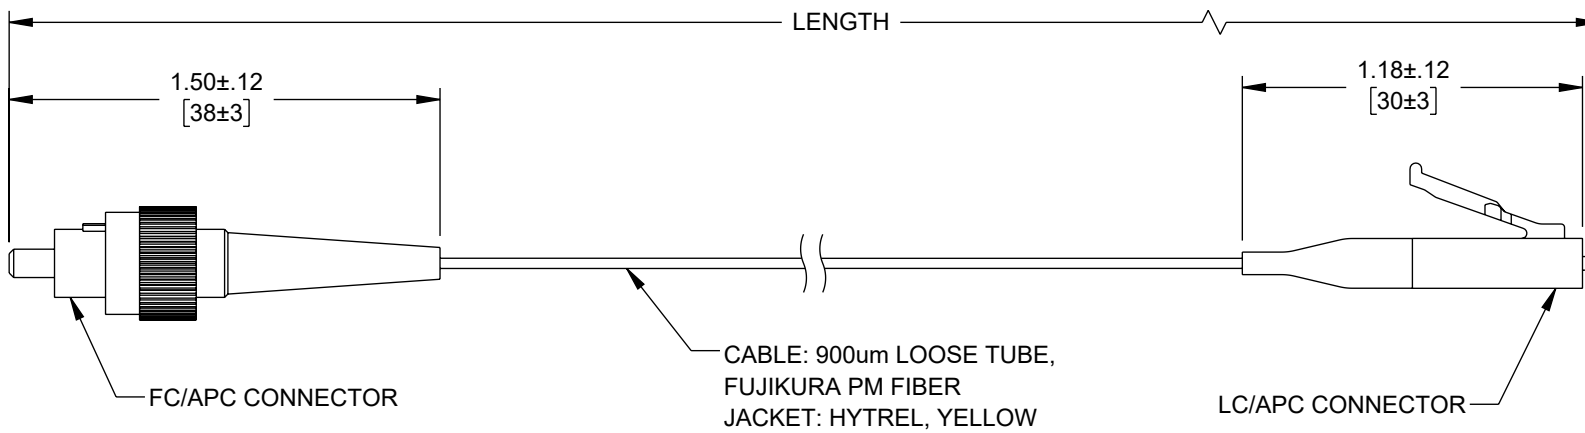 LENGTH
1.50±.12
[38±3]
1.18±.12
[30±3]
CABLE: 900um LOOSE TUBE,
FUJIKURA PM FIBER
JACKET: HYTREL, YELLOW
FC/APC CONNECTOR
LC/APC CONNECTOR